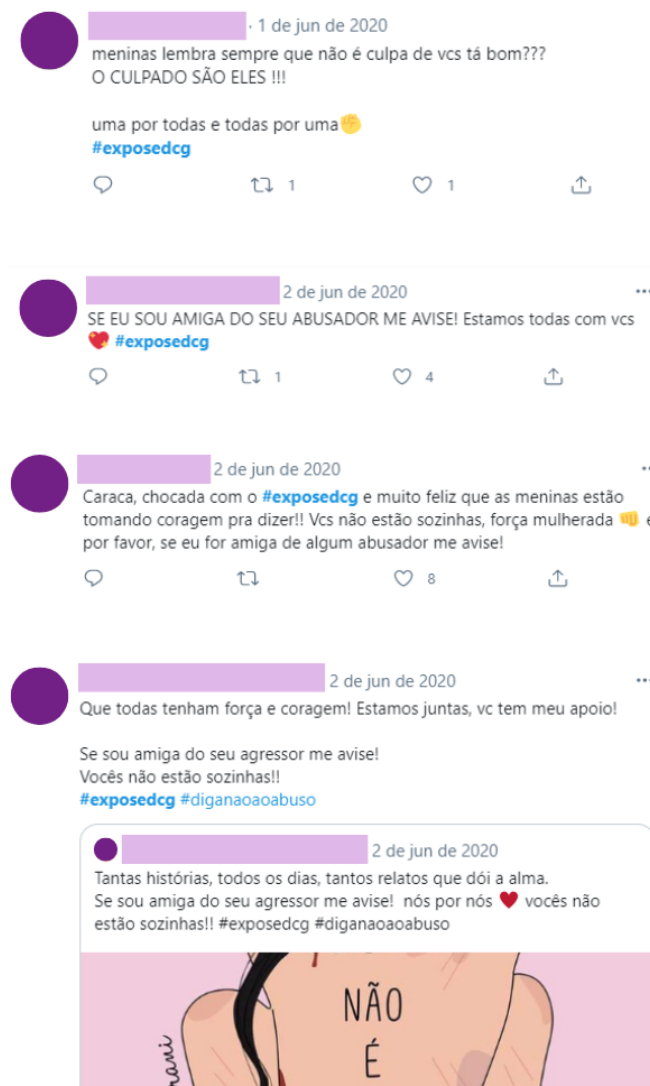 · 1 de jun de 2020
meninas lembra sempre que não é culpa de vcs tá bom???
O CULPADO SÃO ELES !!!
uma por todas e todas por uma✊
#exposedcg
1 1
2 de jun de 2020
SE EU SOU AMIGA DO SEU ABUSADOR ME AVISE! Estamos todas com vcs
💖 #exposedcg
1 4
2 de jun de 2020
Caraca, chocada com o #exposedcg e muito feliz que as meninas estão
tomando coragem pra dizer!! Vcs não estão sozinhas, força mulherada 👊 e
por favor, se eu for amiga de algum abusador me avise!
8
2 de jun de 2020
Que todas tenham força e coragem! Estamos juntas, vc tem meu apoio!
Se sou amiga do seu agressor me avise!
Vocês não estão sozinhas!!
#exposedcg #diganaoaoabuso
2 de jun de 2020
Tantas histórias, todos os dias, tantos relatos que dói a alma.
Se sou amiga do seu agressor me avise! nós por nós ♥ vocês não
estão sozinhas!! #exposedcg #diganaoaoabuso
NÃO
É